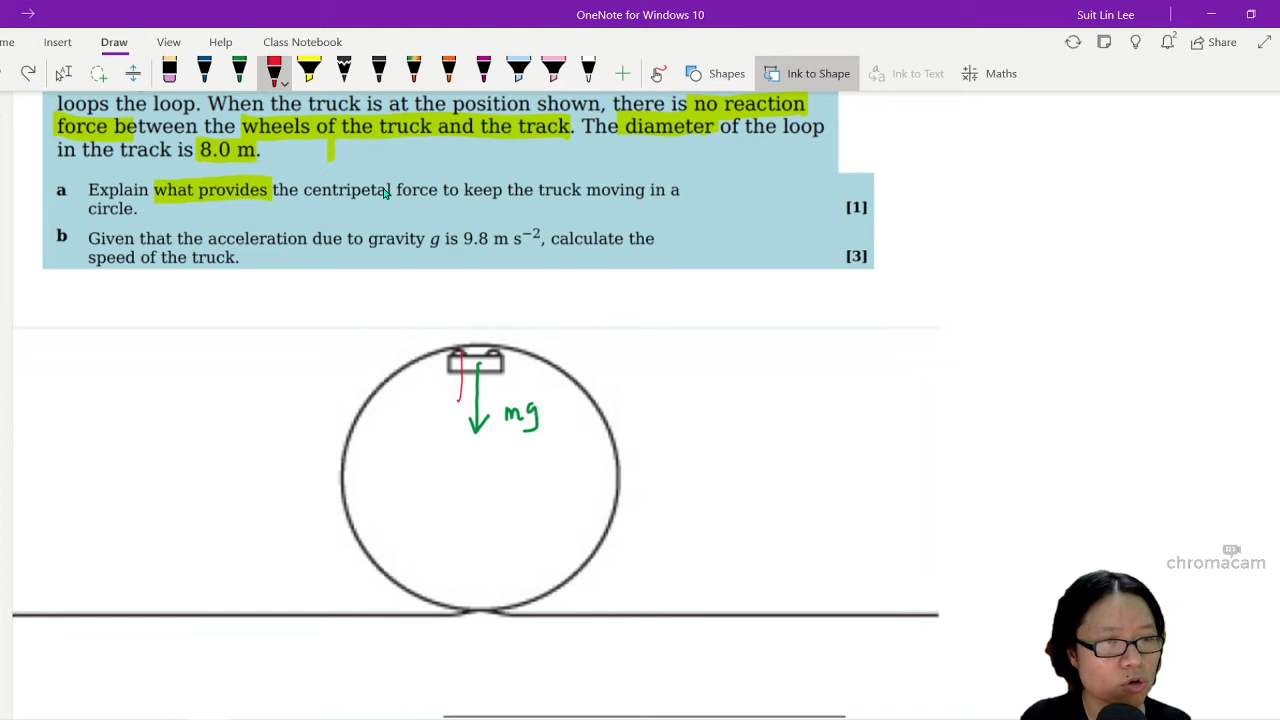 OneNote for Windows 10
Suit Lin Lee
me Insert Draw View Help Class Notebook
Share
Shapes
Ink to Shape
Ink to Text
Maths
loops the loop. When the truck is at the position shown, there is no reaction
force between the wheels of the truck and the track. The diameter of the loop
in the track is 8.0 m.
a Explain what provides the centripetal force to keep the truck moving in a
circle. [1]
b Given that the acceleration due to gravity g is 9.8 m s⁻², calculate the
speed of the truck. [3]
mg
chromacam